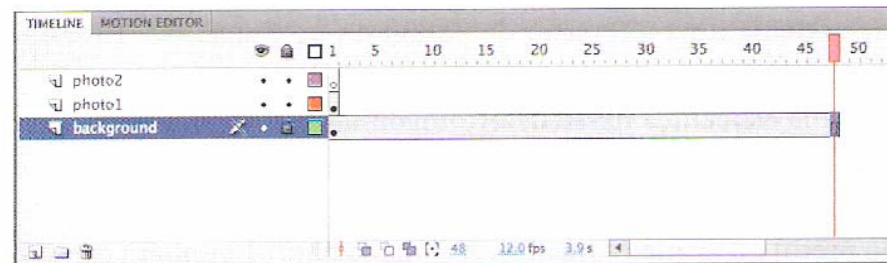 TIMELINE MOTION EDITOR
1 5 10 15 20 25 30 35 40 45 50
photo2
photo1
background
48 12.0 fps 3.9 s